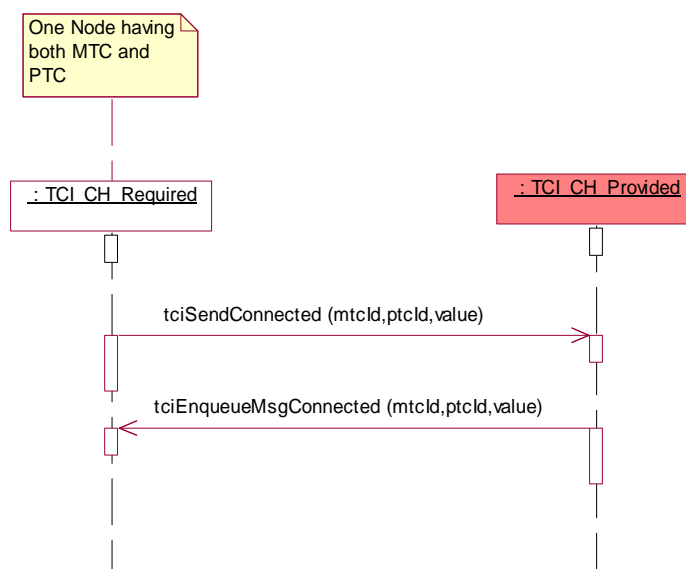 One Node having
both MTC and
PTC
: TCI_CH_Required
: TCI_CH_Provided
tciSendConnected (mtcId,ptcId,value)
tciEnqueueMsgConnected (mtcId,ptcId,value)